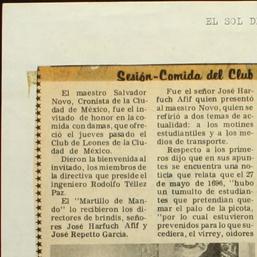 EL SOL D
Sesión-Comida del Club
El maestro Salvador
Novo, Cronista de la Ciu-
dad de México, fue el in-
vitado de honor en la co-
mida con damas, que ofre-
ció el jueves pasado el
Club de Leones de la Ciu-
dad de México.
Dieron la bienvenida al
invitado, los miembros de
la directiva que preside el
ingeniero Rodolfo Téllez
Paz.
El "Martillo de Man-
do" lo recibieron los di-
rectores de brindis, seño-
res José Harfuch Afif y
José Repetto García.
Fue el señor José Har-
fuch Afif quien presentó
al maestro Novo, quien se
refirió a dos temas de ac-
tualidad: a los motines
estudiantiles y a los me-
dios de transporte.
Respecto a los prime-
ros dijo que en sus apun-
tes se encuentra una no-
ticia que relata que el 27
de mayo de 1696, "hubo
un tumulto de estudian-
tes que pretendían que-
mar el palo de la picota,
"por lo cual estuvieron
prevenidos para lo que su-
cediera, el virrey, oidores